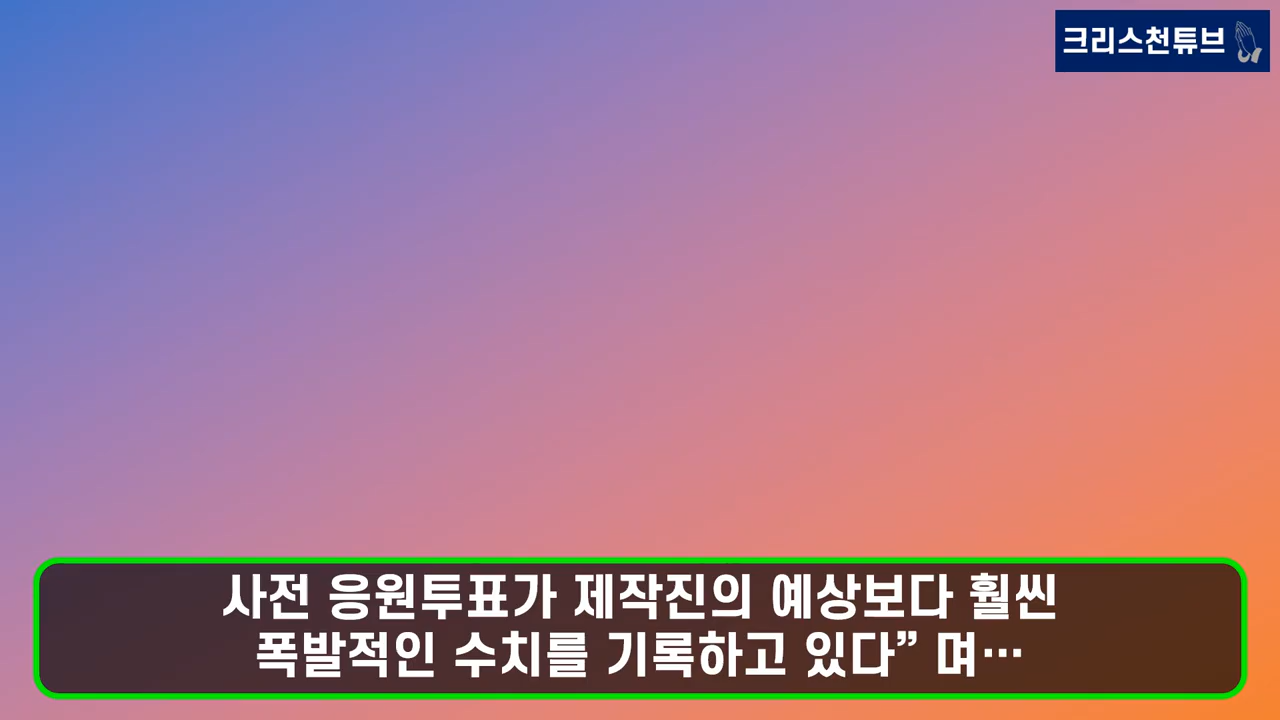 크리스천튜브
사전 응원투표가 제작진의 예상보다 훨씬
폭발적인 수치를 기록하고 있다” 며…